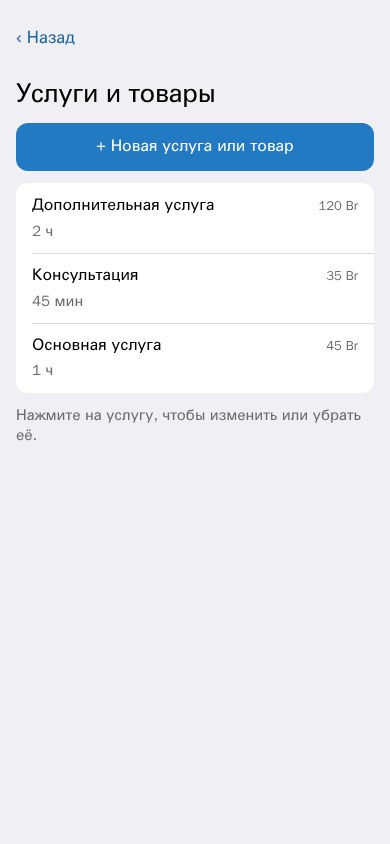 ‹ Назад
Услуги и товары
+ Новая услуга или товар
Дополнительная услуга 120 Br
2 ч
Консультация 35 Br
45 мин
Основная услуга 45 Br
1 ч
Нажмите на услугу, чтобы изменить или убрать
её.